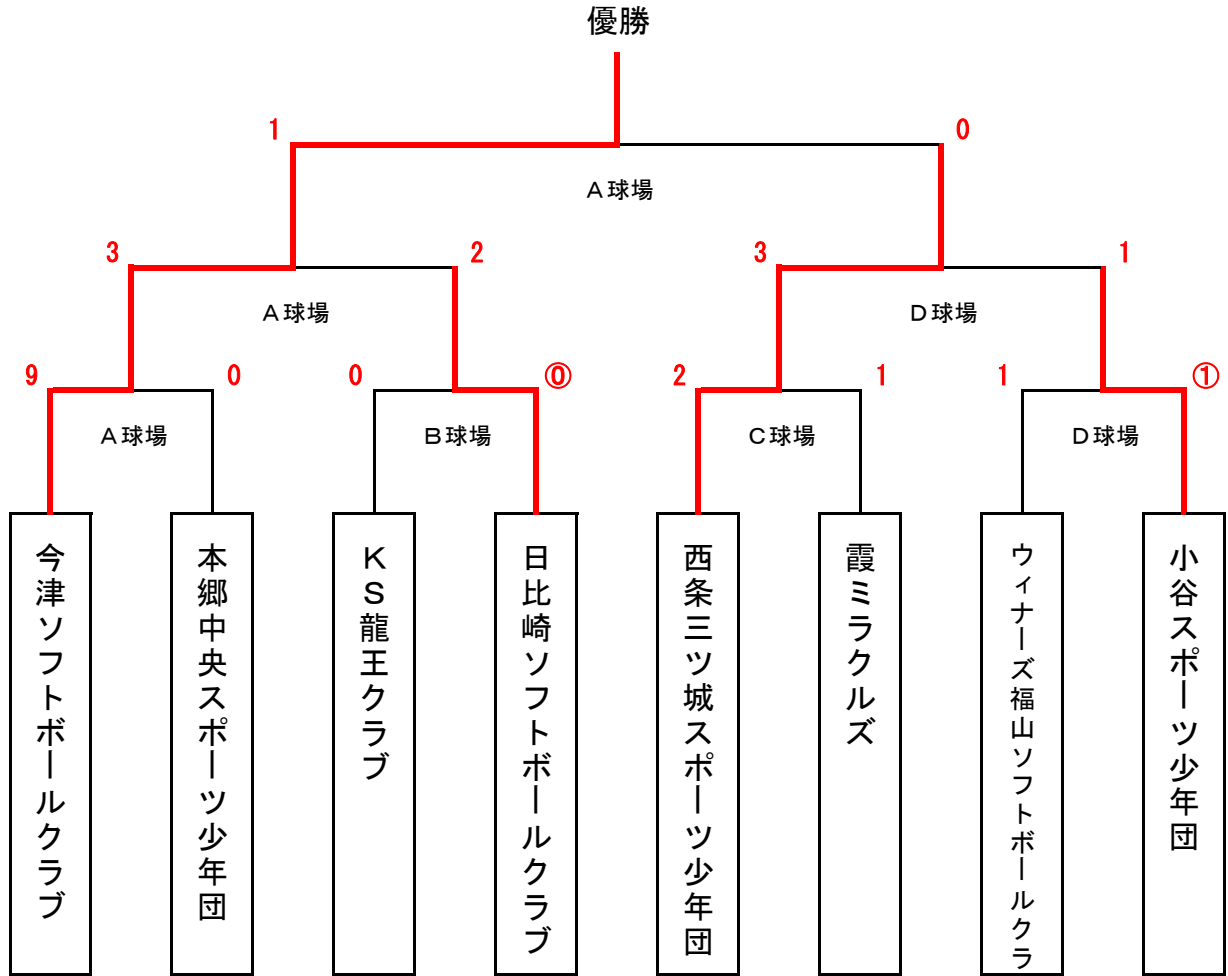 優勝
1
0
A球場
3
2
3
1
A球場
D球場
9
0
0
⓪
2
1
1
①
A球場
B球場
C球場
D球場
今津ソフトボールクラブ
本郷中央スポーツ少年団
KS龍王クラブ
日比崎ソフトボールクラブ
西条三ツ城スポーツ少年団
霞ミラクルズ
ウィナーズ福山ソフトボールクラ
小谷スポーツ少年団